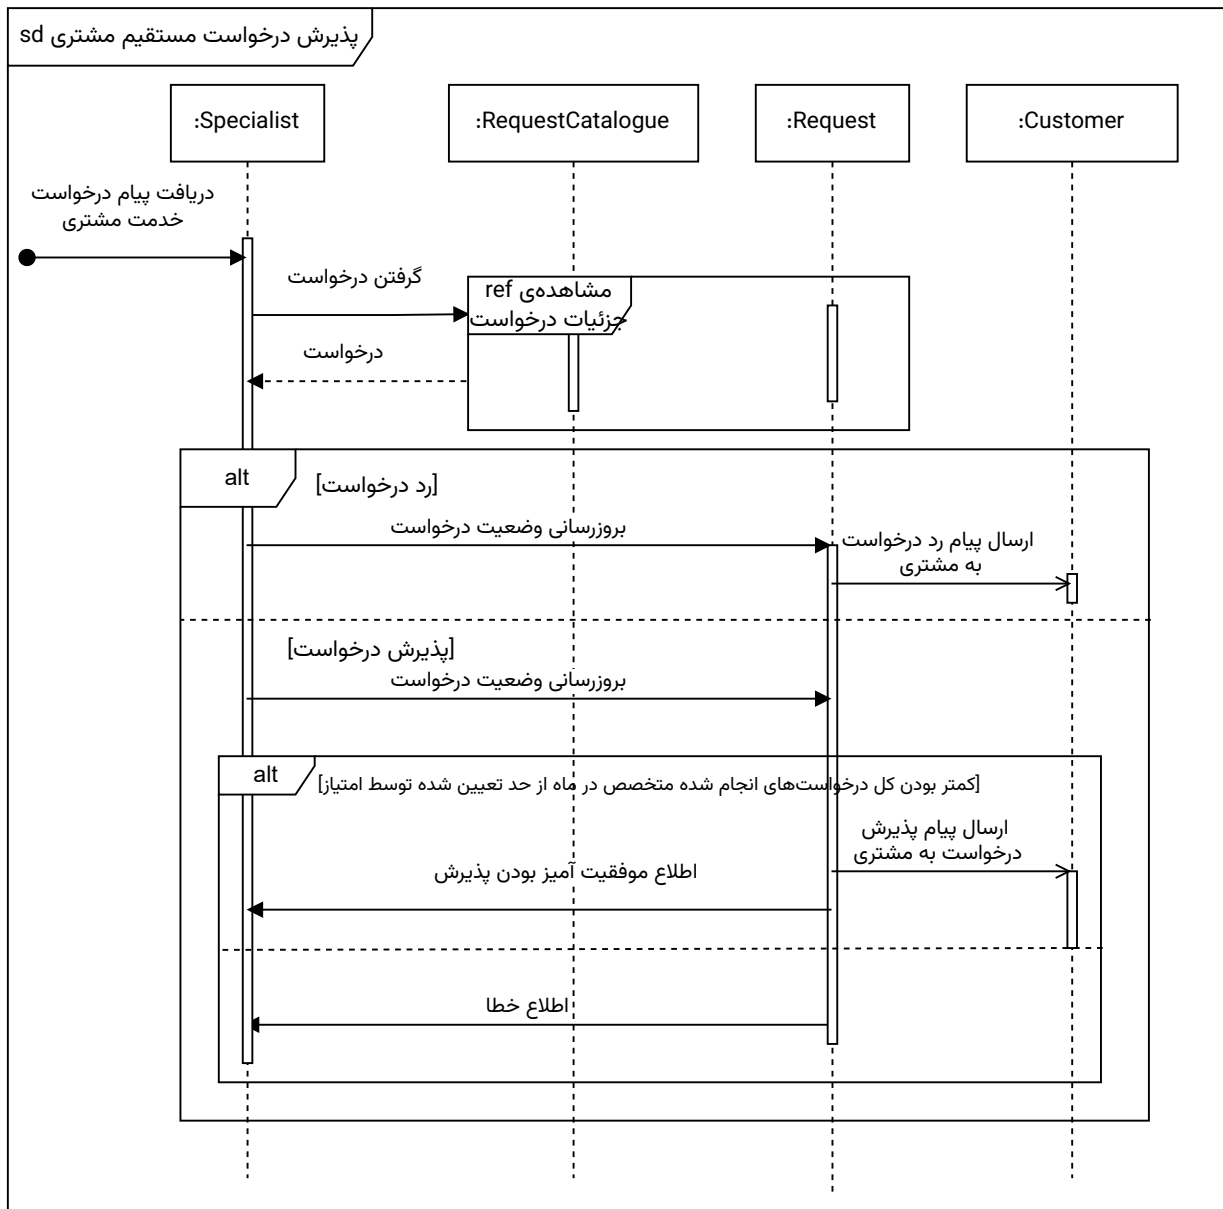 پذیرش درخواست مستقیم مشتری sd
:Specialist
:RequestCatalogue
:Request
:Customer
دریافت پیام درخواست
خدمت مشتری
گرفتن درخواست
مشاهده‌ی ref
جزئیات درخواست
درخواست
alt
[رد درخواست]
بروزرسانی وضعیت درخواست
ارسال پیام رد درخواست
به مشتری
[پذیرش درخواست]
بروزرسانی وضعیت درخواست
alt
[کمتر بودن کل درخواست‌های انجام شده متخصص در ماه از حد تعیین شده توسط امتیاز]
ارسال پیام پذیرش
درخواست به مشتری
اطلاع موفقیت آمیز بودن پذیرش
اطلاع خطا